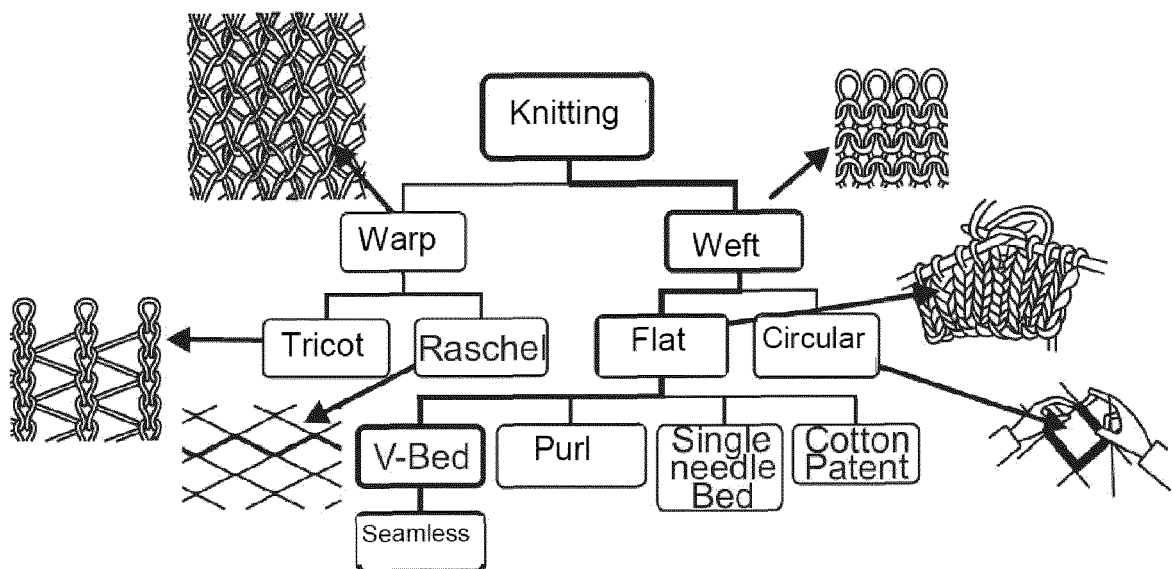 Knitting
Warp
Weft
Tricot
Raschel
Flat
Circular
V-Bed
Purl
Single
needle
Bed
Cotton
Patent
Seamless